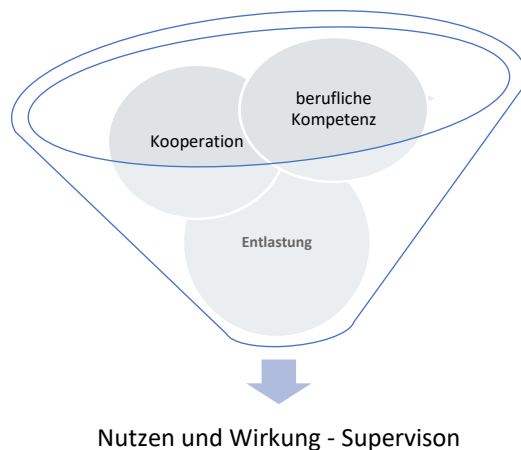 berufliche
Kompetenz
Kooperation
Entlastung
Nutzen und Wirkung - Supervison